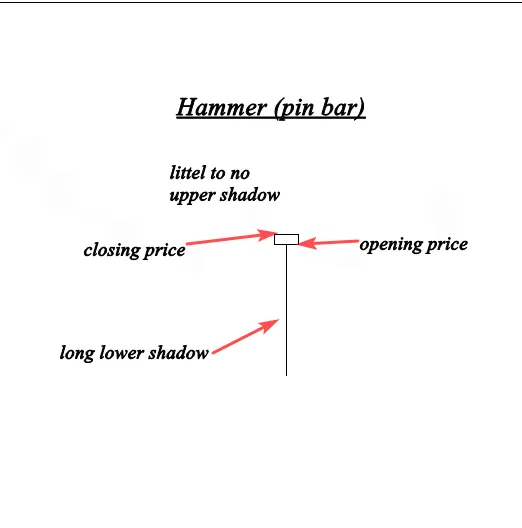 Hammer (pin bar)
littel to no
upper shadow
closing price
opening price
long lower shadow